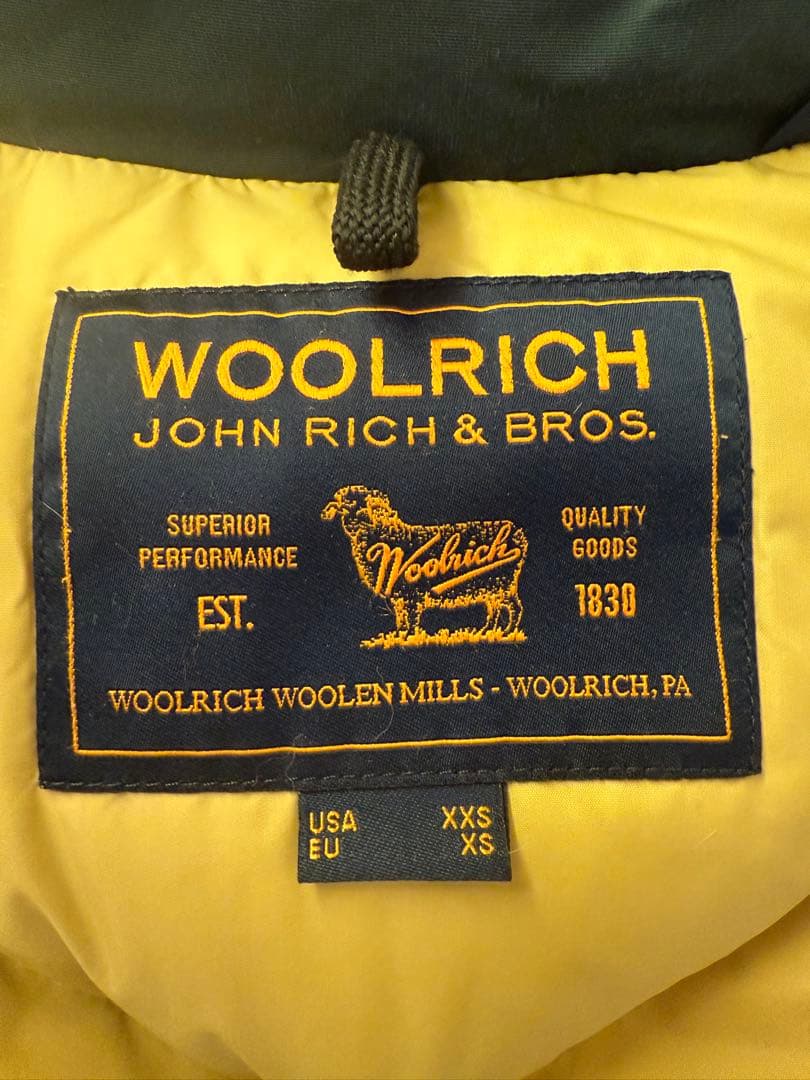 WOOLRICH
JOHN RICH & BROS.
SUPERIOR
PERFORMANCE
EST.
Woolrich
QUALITY
GOODS
1830
WOOLRICH WOOLEN MILLS - WOOLRICH, PA
USA XXS
EU XS